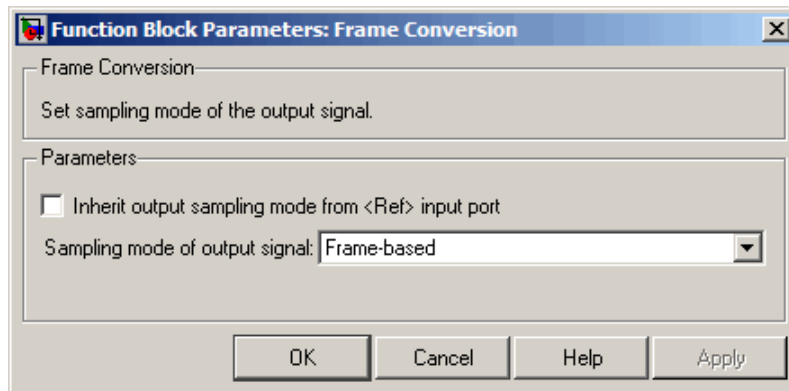 Function Block Parameters: Frame Conversion
Frame Conversion
Set sampling mode of the output signal.
Parameters
Inherit output sampling mode from <Ref> input port
Sampling mode of output signal: Frame-based
OK Cancel Help Apply